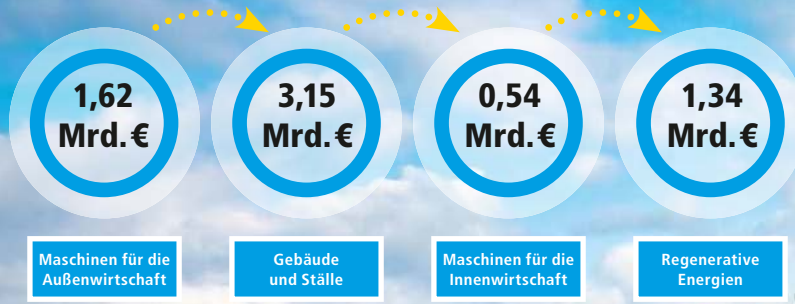 1,62
Mrd. €
3,15
Mrd. €
0,54
Mrd. €
1,34
Mrd. €
Maschinen für die
Außenwirtschaft
Gebäude
und Ställe
Maschinen für die
Innenwirtschaft
Regenerative
Energien